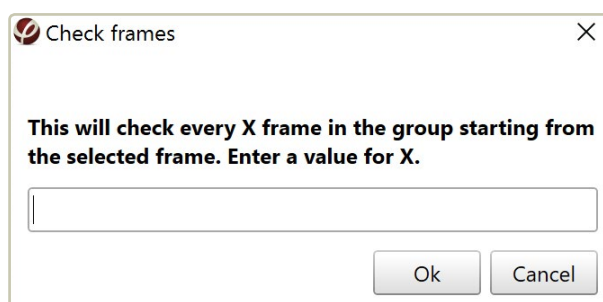 Check frames
This will check every X frame in the group starting from
the selected frame. Enter a value for X.
Ok
Cancel